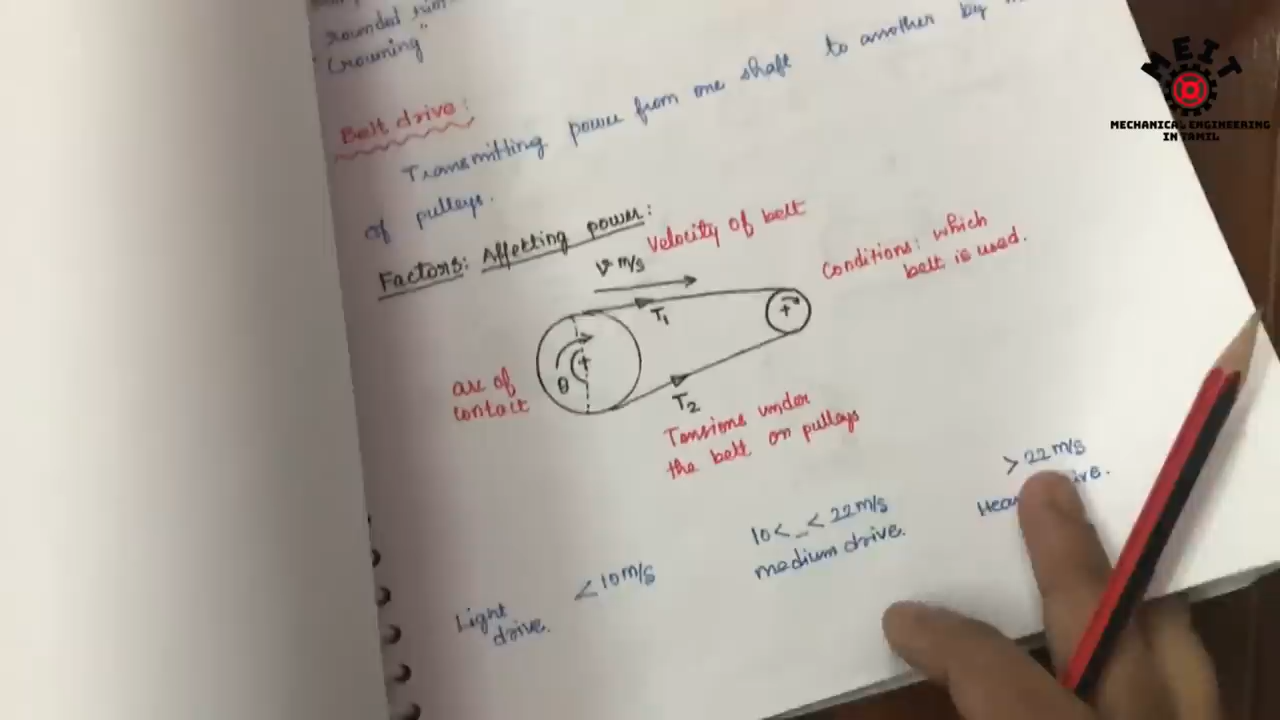 rounded
"Crowning"
Belt drive:
Transmitting power from one shaft to another by
of pulleys.
Factors: Affecting power:
Velocity of belt
v m/s
Conditions: which
belt is used.
T1
θ
arc of
contact
T2
Tensions under
the belt on pulleys
> 22 m/s
10< _ < 22 m/s
medium drive.
< 10 m/s
Light
drive.
MEIT
MECHANICAL ENGINEERING
IN TAMIL